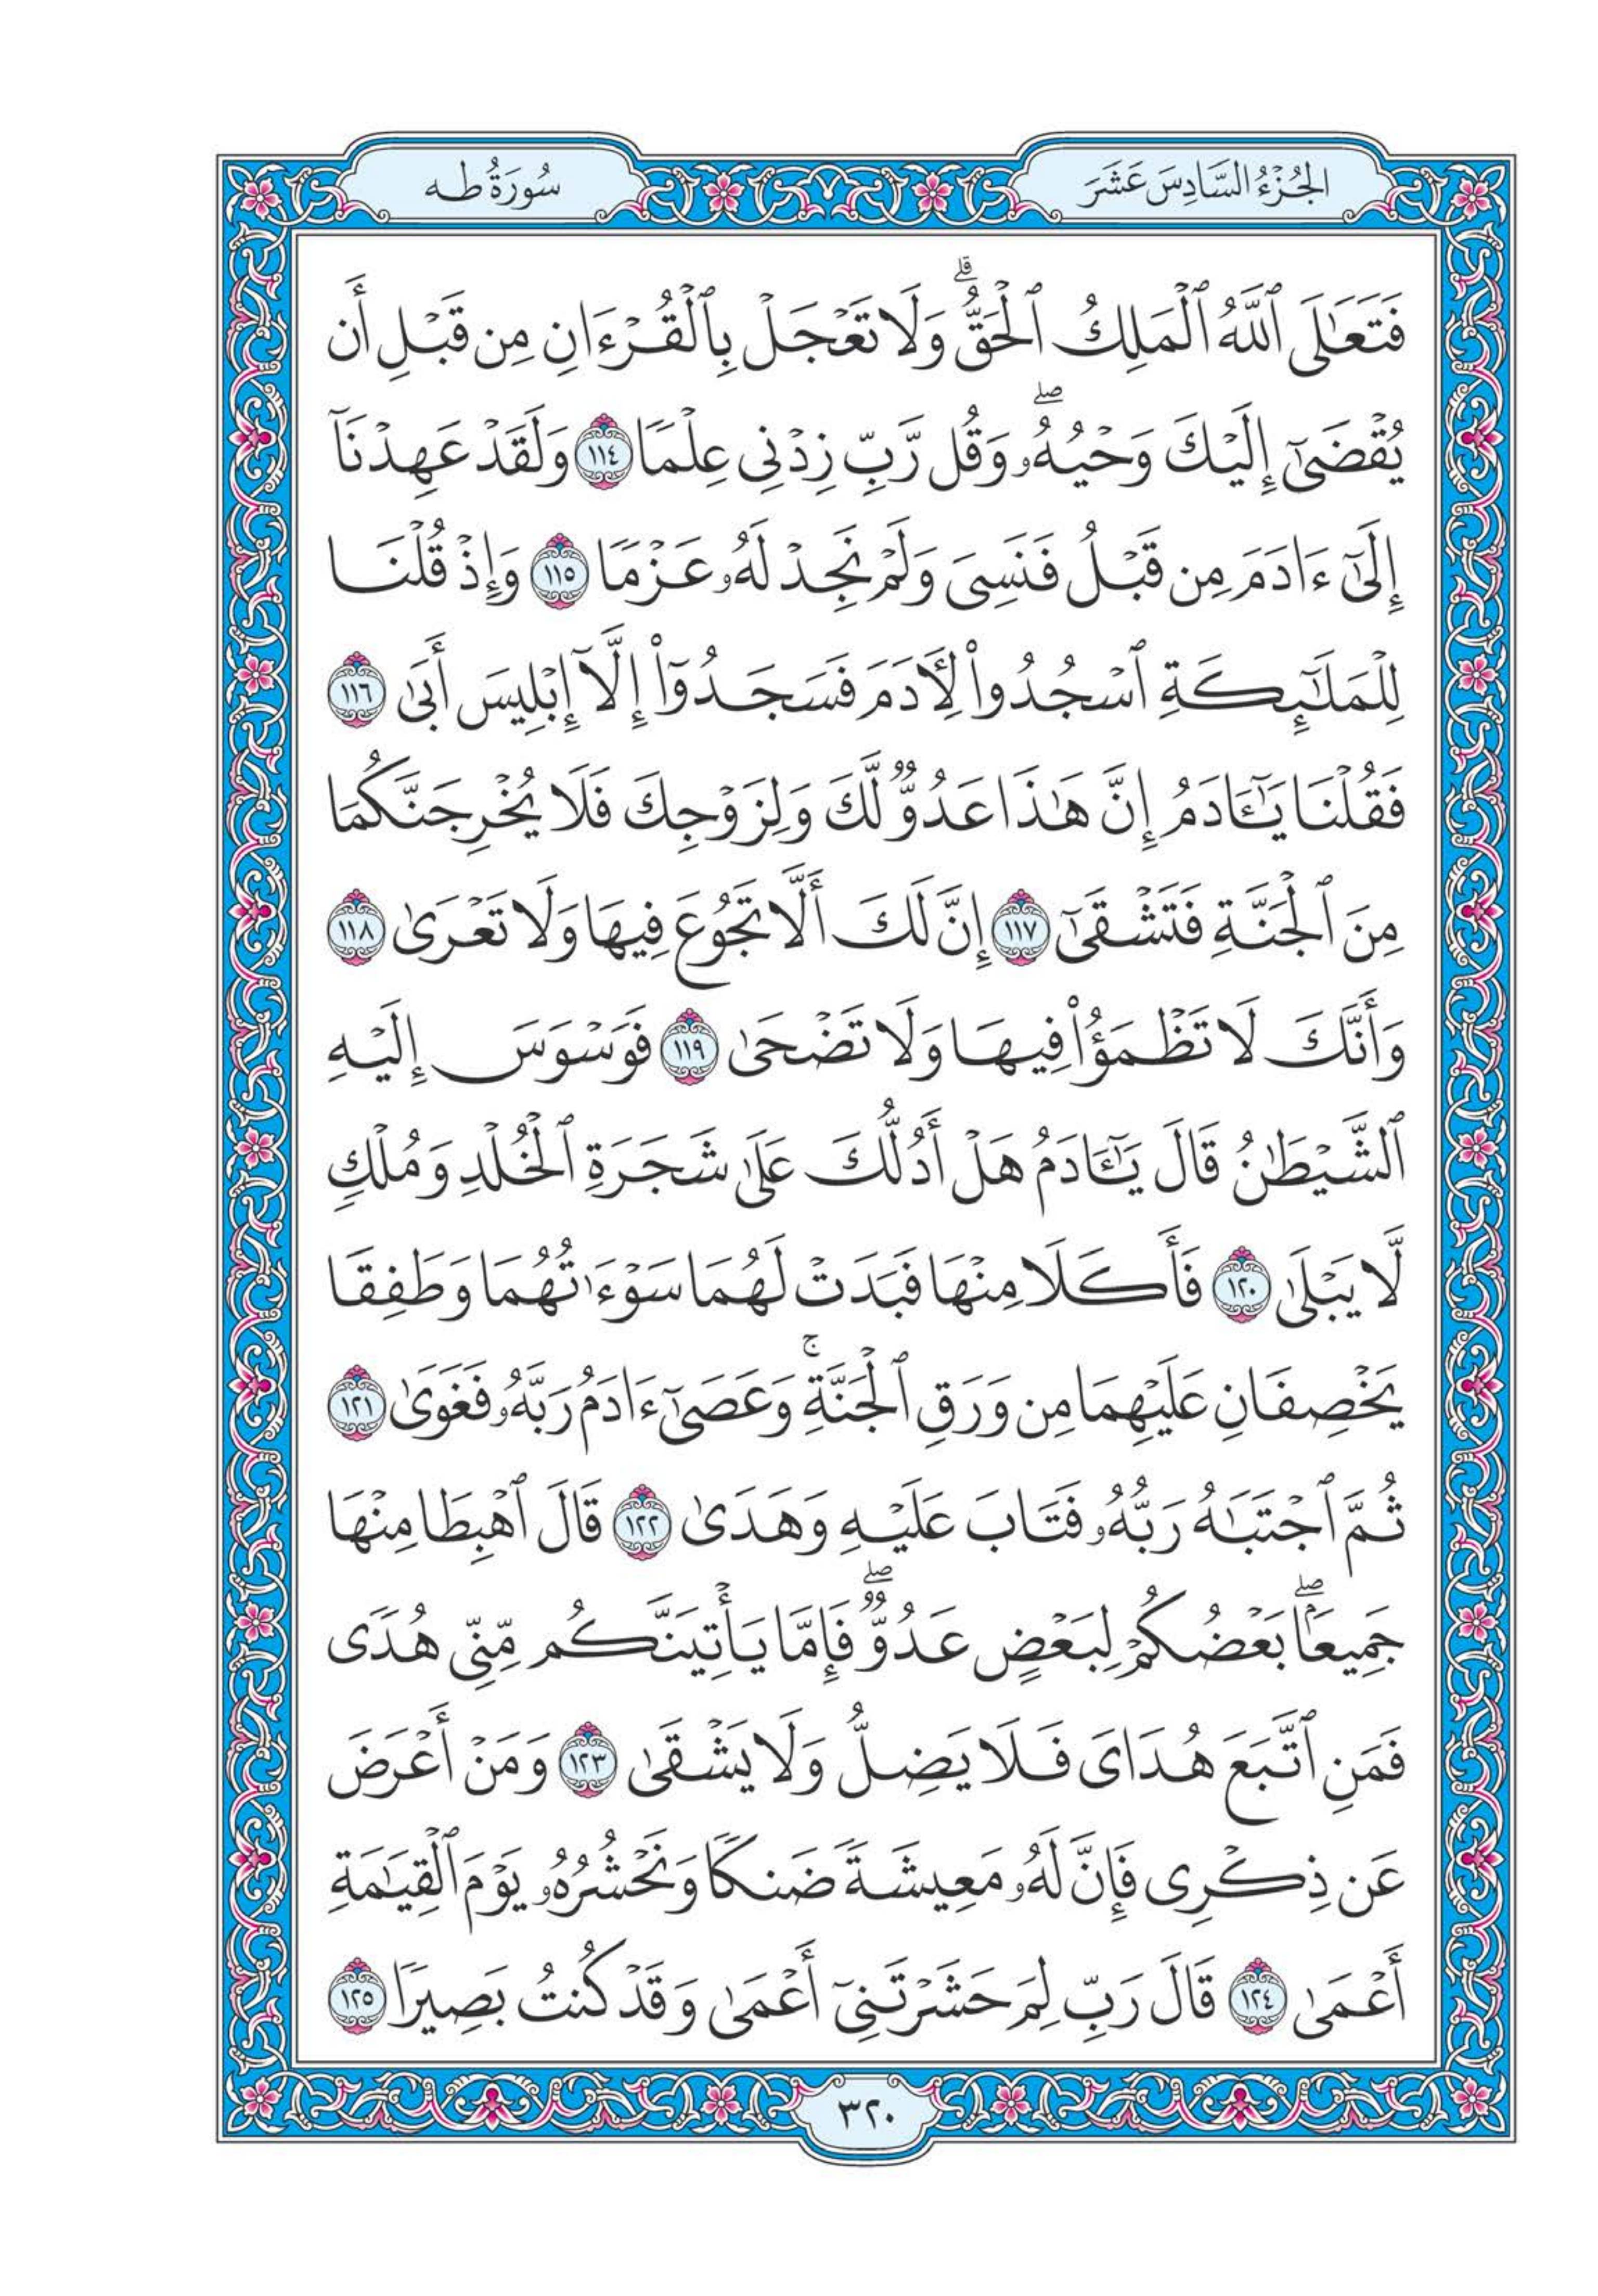 الجُزْءُ السَّادِسَ عَشَرَ
سُورَةُ طه
فَتَعَٰلَى ٱللَّهُ ٱلْمَلِكُ ٱلْحَقُّۗ وَلَا تَعْجَلْ بِٱلْقُرْءَانِ مِن قَبْلِ أَن
يُقْضَىٰٓ إِلَيْكَ وَحْيُهُۥۖ وَقُل رَّبِّ زِدْنِى عِلْمًا ١١٤ وَلَقَدْ عَهِدْنَآ
إِلَىٰٓ ءَادَمَ مِن قَبْلُ فَنَسِىَ وَلَمْ نَجِدْ لَهُۥ عَزْمًا ١١٥ وَإِذْ قُلْنَا
لِلْمَلَٰٓئِكَةِ ٱسْجُدُوا۟ لِءَادَمَ فَسَجَدُوٓا۟ إِلَّآ إِبْلِيسَ أَبَىٰ ١١٦
فَقُلْنَا يَٰٓـَٔادَمُ إِنَّ هَٰذَا عَدُوٌّ لَّكَ وَلِزَوْجِكَ فَلَا يُخْرِجَنَّكُمَا
مِنَ ٱلْجَنَّةِ فَتَشْقَىٰٓ ١١٧ إِنَّ لَكَ أَلَّا تَجُوعَ فِيهَا وَلَا تَعْرَىٰ ١١٨
وَأَنَّكَ لَا تَظْمَؤُا۟ فِيهَا وَلَا تَضْحَىٰ ١١٩ فَوَسْوَسَ إِلَيْهِ
ٱلشَّيْطَٰنُ قَالَ يَٰٓـَٔادَمُ هَلْ أَدُلُّكَ عَلَىٰ شَجَرَةِ ٱلْخُلْدِ وَمُلْكٍ
لَّا يَبْلَىٰ ١٢٠ فَأَكَلَا مِنْهَا فَبَدَتْ لَهُمَا سَوْءَٰتُهُمَا وَطَفِقَا
يَخْصِفَانِ عَلَيْهِمَا مِن وَرَقِ ٱلْجَنَّةِۚ وَعَصَىٰٓ ءَادَمُ رَبَّهُۥ فَغَوَىٰ ١٢١
ثُمَّ ٱجْتَبَٰهُ رَبُّهُۥ فَتَابَ عَلَيْهِ وَهَدَىٰ ١٢٢ قَالَ ٱهْبِطَا مِنْهَا
جَمِيعًۢاۖ بَعْضُكُمْ لِبَعْضٍ عَدُوٌّۖ فَإِمَّا يَأْتِيَنَّكُم مِّنِّى هُدًى
فَمَنِ ٱتَّبَعَ هُدَاىَ فَلَا يَضِلُّ وَلَا يَشْقَىٰ ١٢٣ وَمَنْ أَعْرَضَ
عَن ذِكْرِى فَإِنَّ لَهُۥ مَعِيشَةً ضَنكًا وَنَحْشُرُهُۥ يَوْمَ ٱلْقِيَٰمَةِ
أَعْمَىٰ ١٢٤ قَالَ رَبِّ لِمَ حَشَرْتَنِىٓ أَعْمَىٰ وَقَدْ كُنتُ بَصِيرًا ١٢٥
٣٢٠